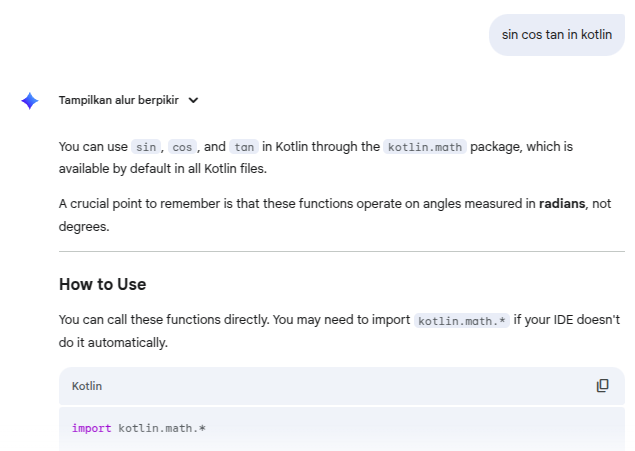 sin cos tan in kotlin
Tampilkan alur berpikir
You can use sin, cos, and tan in Kotlin through the kotlin.math package, which is
available by default in all Kotlin files.
A crucial point to remember is that these functions operate on angles measured in radians, not
degrees.
How to Use
You can call these functions directly. You may need to import kotlin.math.* if your IDE doesn't
do it automatically.
Kotlin
import kotlin.math.*